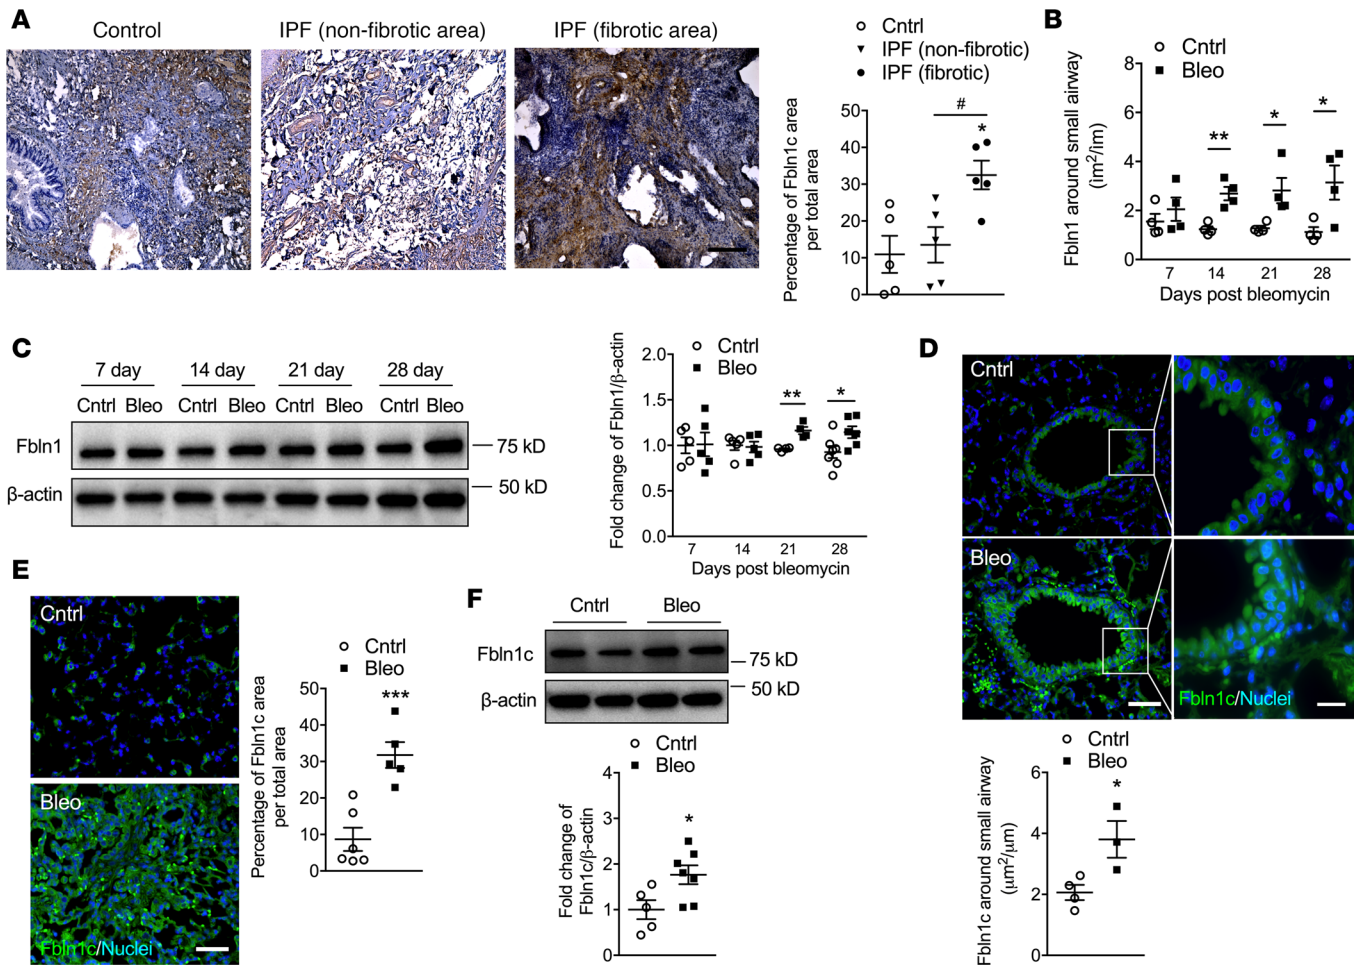 A
Control
IPF (non-fibrotic area)
IPF (fibrotic area)
Cntrl
IPF (non-fibrotic)
IPF (fibrotic)
Percentage of Fbln1c area
per total area
50
40
30
20
10
0
#
*
B
Cntrl
Bleo
Fbln1 around small airway
(im²/im)
8
6
4
2
0
**
*
*
7 14 21 28
Days post bleomycin
C
7 day 14 day 21 day 28 day
Cntrl Bleo Cntrl Bleo Cntrl Bleo Cntrl Bleo
Fbln1
75 kD
β-actin
50 kD
Cntrl
Bleo
Fold change of Fbln1/β-actin
2.0
1.5
1.0
0.5
0.0
**
*
7 14 21 28
Days post bleomycin
D
Cntrl
Bleo
Fbln1c/Nuclei
Cntrl
Bleo
Fbln1c around small airway
(μm²/μm)
6
4
2
0
*
E
Cntrl
Bleo
Fbln1c/Nuclei
Cntrl
Bleo
Percentage of Fbln1c area
per total area
50
40
30
20
10
0
***
F
Cntrl Bleo
Fbln1c
75 kD
β-actin
50 kD
Cntrl
Bleo
Fold change of
Fbln1c/β-actin
4
3
2
1
0
*